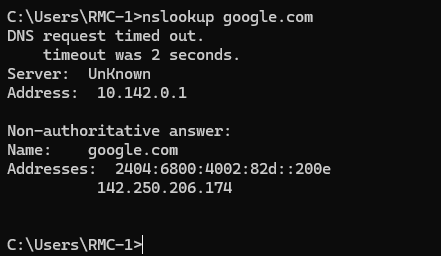 C:\Users\RMC-1>nslookup google.com
DNS request timed out.
    timeout was 2 seconds.
Server:  UnKnown
Address:  10.142.0.1

Non-authoritative answer:
Name:    google.com
Addresses:  2404:6800:4002:82d::200e
          142.250.206.174


C:\Users\RMC-1>